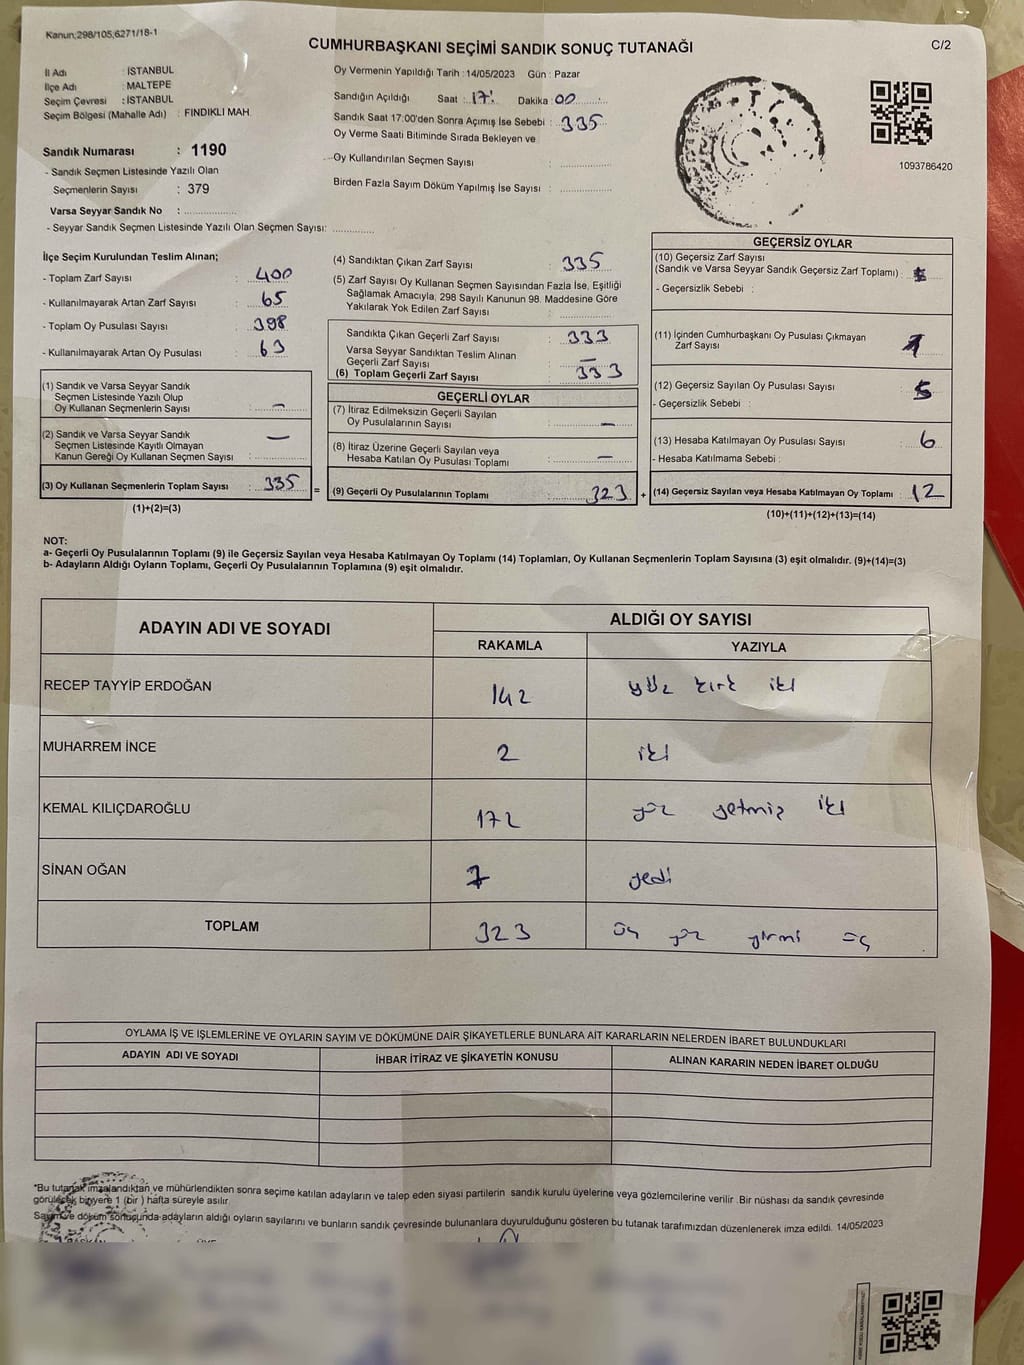 Kanun;298/105,6271/18-1
CUMHURBAŞKANI SEÇİMİ SANDIK SONUÇ TUTANAĞI
C/2
İl Adı : İSTANBUL
İlçe Adı : MALTEPE
Seçim Çevresi : İSTANBUL
Seçim Bölgesi (Mahalle Adı) : FINDIKLI MAH
Sandık Numarası : 1190
- Sandık Seçmen Listesinde Yazılı Olan
Seçmenlerin Sayısı : 379
Varsa Seyyar Sandık No :
- Seyyar Sandık Seçmen Listesinde Yazılı Olan Seçmen Sayısı:
Oy Vermenin Yapıldığı Tarih : 14/05/2023 Gün : Pazar
Sandığın Açıldığı Saat : 17 Dakika : 00
Sandık Saat 17:00'den Sonra Açımış İse Sebebi : 335
Oy Verme Saati Bitiminde Sırada Bekleyen ve
Oy Kullandırılan Seçmen Sayısı :
Birden Fazla Sayım Döküm Yapılmış İse Sayısı :
1093786420
İlçe Seçim Kurulundan Teslim Alınan;
- Toplam Zarf Sayısı : 400
- Kullanılmayarak Artan Zarf Sayısı : 65
- Toplam Oy Pusulası Sayısı : 398
- Kullanılmayarak Artan Oy Pusulası : 63
(1) Sandık ve Varsa Seyyar Sandık
Seçmen Listesinde Yazılı Olup
Oy Kullanan Seçmenlerin Sayısı : –
(2) Sandık ve Varsa Seyyar Sandık
Seçmen Listesinde Kayıtlı Olmayan
Kanun Gereği Oy Kullanan Seçmen Sayısı : –
(3) Oy Kullanan Seçmenlerin Toplam Sayısı : 335
(1)+(2)=(3)
=
(4) Sandıktan Çıkan Zarf Sayısı : 335
(5) Zarf Sayısı Oy Kullanan Seçmen Sayısından Fazla İse, Eşitliği
Sağlamak Amacıyla, 298 Sayılı Kanunun 98. Maddesine Göre
Yakılarak Yok Edilen Zarf Sayısı :
Sandıkta Çıkan Geçerli Zarf Sayısı : 333
Varsa Seyyar Sandıktan Teslim Alınan
Geçerli Zarf Sayısı : –
(6) Toplam Geçerli Zarf Sayısı : 333
GEÇERLİ OYLAR
(7) İtiraz Edilmeksizin Geçerli Sayılan
Oy Pusulalarının Sayısı : –
(8) İtiraz Üzerine Geçerli Sayılan veya
Hesaba Katılan Oy Pusulası Toplamı : –
(9) Geçerli Oy Pusulalarının Toplamı : 323
+
GEÇERSİZ OYLAR
(10) Geçersiz Zarf Sayısı
(Sandık ve Varsa Seyyar Sandık Geçersiz Zarf Toplamı) :
- Geçersizlik Sebebi :
(11) İçinden Cumhurbaşkanı Oy Pusulası Çıkmayan
Zarf Sayısı : 1
(12) Geçersiz Sayılan Oy Pusulası Sayısı : 5
- Geçersizlik Sebebi :
(13) Hesaba Katılmayan Oy Pusulası Sayısı : 6
- Hesaba Katılmama Sebebi :
(14) Geçersiz Sayılan veya Hesaba Katılmayan Oy Toplamı : 12
(10)+(11)+(12)+(13)=(14)
NOT:
a- Geçerli Oy Pusulalarının Toplamı (9) ile Geçersiz Sayılan veya Hesaba Katılmayan Oy Toplamı (14) Toplamları, Oy Kullanan Seçmenlerin Toplam Sayısına (3) eşit olmalıdır. (9)+(14)=(3)
b- Adayların Aldığı Oyların Toplamı, Geçerli Oy Pusulalarının Toplamına (9) eşit olmalıdır.
ADAYIN ADI VE SOYADI
ALDIĞI OY SAYISI
RAKAMLA YAZIYLA
RECEP TAYYİP ERDOĞAN 142 yüz kırk iki
MUHARREM İNCE 2 iki
KEMAL KILIÇDAROĞLU 172 yüz yetmiş iki
SİNAN OĞAN 7 yedi
TOPLAM 323 üç yüz yirmi üç
OYLAMA İŞ VE İŞLEMLERİNE VE OYLARIN SAYIM VE DÖKÜMÜNE DAİR ŞİKAYETLERLE BUNLARA AİT KARARLARIN NELERDEN İBARET BULUNDUKLARI
ADAYIN ADI VE SOYADI İHBAR İTİRAZ VE ŞİKAYETİN KONUSU ALINAN KARARIN NEDEN İBARET OLDUĞU
*Bu tutanak imzalandıktan ve mühürlendikten sonra seçime katılan adayların ve talep eden siyasi partilerin sandık kurulu üyelerine veya gözlemcilerine verilir. Bir nüshası da sandık çevresinde
görülecek bir yere 1 (bir ) hafta süreyle asılır.
Sayım ve döküm sonucunda adayların aldığı oyların sayılarını ve bunların sandık çevresinde bulunanlara duyurulduğunu gösteren bu tutanak tarafımızdan düzenlenerek imza edildi. 14/05/2023